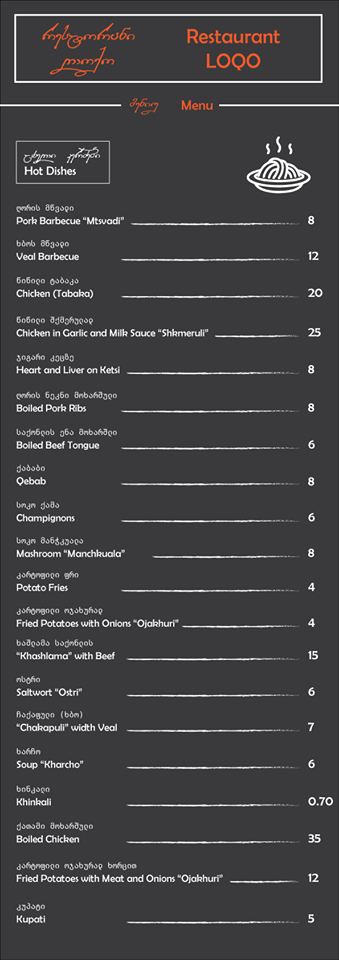 რესტორანი
ლოქო
Restaurant
LOQO
მენიუ Menu
ცხელი კერძები
Hot Dishes
ღორის მწვადი
Pork Barbecue “Mtsvadi” 8
ხბოს მწვადი
Veal Barbecue 12
წიწილი ტაბაკა
Chicken (Tabaka) 20
წიწილი შქმერულად
Chicken in Garlic and Milk Sauce “Shkmeruli” 25
ჯიგარი კეცზე
Heart and Liver on Ketsi 8
ღორის ნეკნი მოხარშული
Boiled Pork Ribs 8
საქონლის ენა მოხარშლი
Boiled Beef Tongue 6
ქაბაბი
Qebab 8
სოკო ქამა
Champignons 6
სოკო მანჭკუალა
Mashroom “Manchkuala” 8
კარტოფილი ფრი
Potato Fries 4
კარტოფილი ოჯახურად
Fried Potatoes with Onions “Ojakhuri” 4
ხაშლამა საქონლის
“Khashlama” with Beef 15
ოსტრი
Saltwort “Ostri” 6
ჩაქაფული (ხბო)
“Chakapuli” width Veal 7
ხარჩო
Soup “Kharcho” 6
ხინკალი
Khinkali 0.70
ქათამი მოხარშული
Boiled Chicken 35
კარტოფილი ოჯახურად ხორცით
Fried Potatoes with Meat and Onions “Ojakhuri” 12
კუპატი
Kupati 5